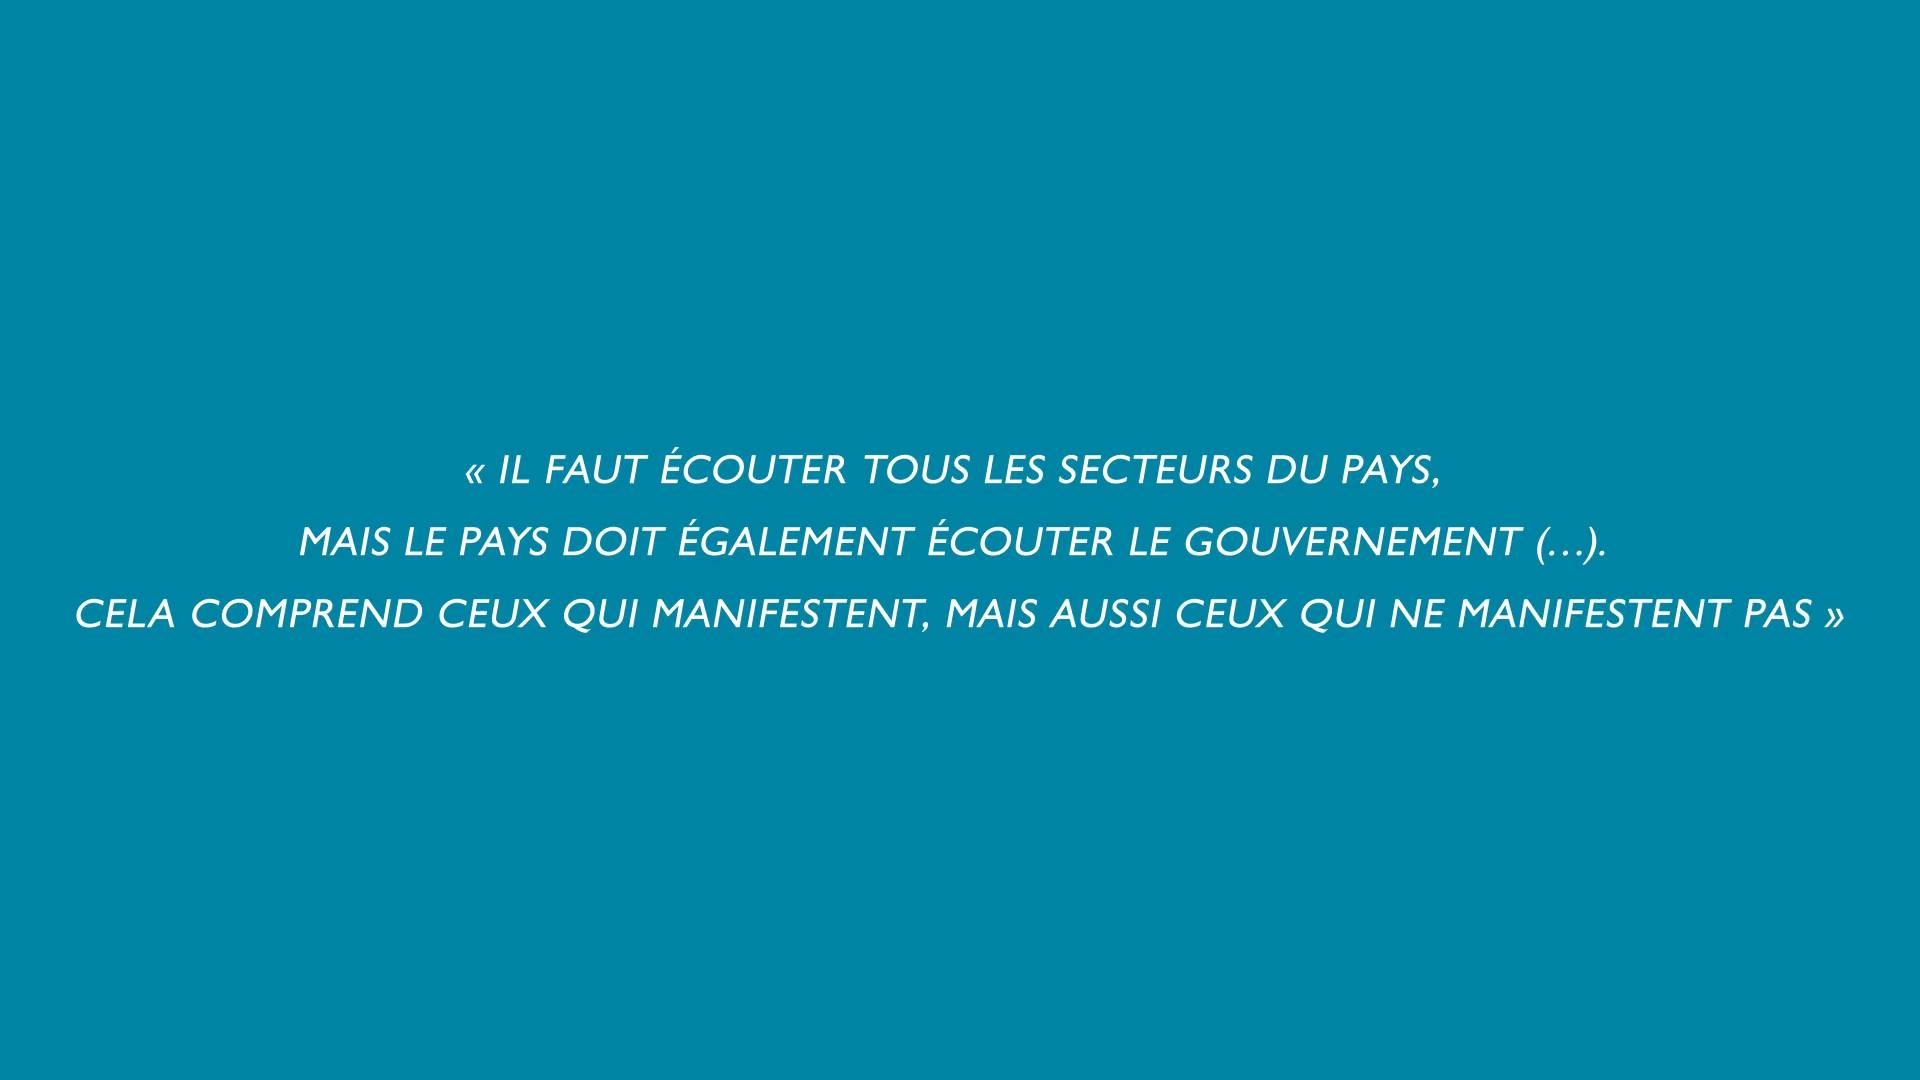 « IL FAUT ÉCOUTER TOUS LES SECTEURS DU PAYS,
MAIS LE PAYS DOIT ÉGALEMENT ÉCOUTER LE GOUVERNEMENT (…).
CELA COMPREND CEUX QUI MANIFESTENT, MAIS AUSSI CEUX QUI NE MANIFESTENT PAS »